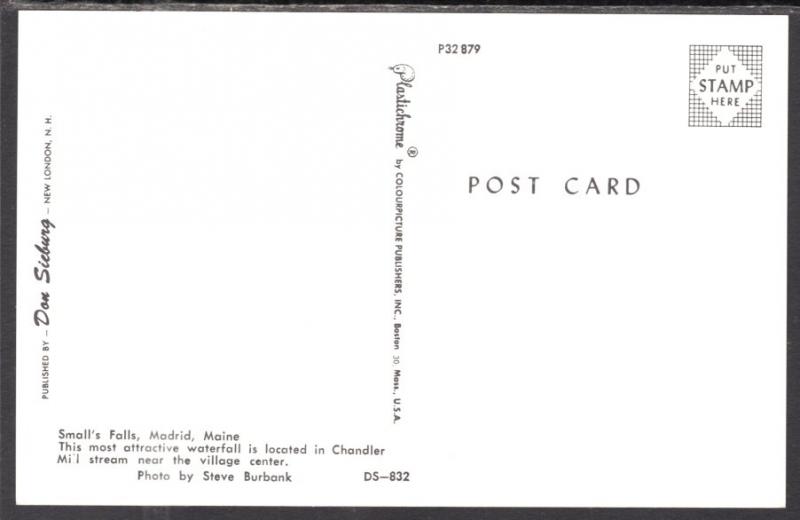 P32879
PUT
STAMP
HERE
POST CARD
Plastichrome ® by COLOURPICTURE PUBLISHERS, INC., Boston 30, Mass., U.S.A.
PUBLISHED BY – Don Sieburg – NEW LONDON, N. H.
Small's Falls, Madrid, Maine
This most attractive waterfall is located in Chandler
Mi l stream near the village center.
Photo by Steve Burbank DS–832